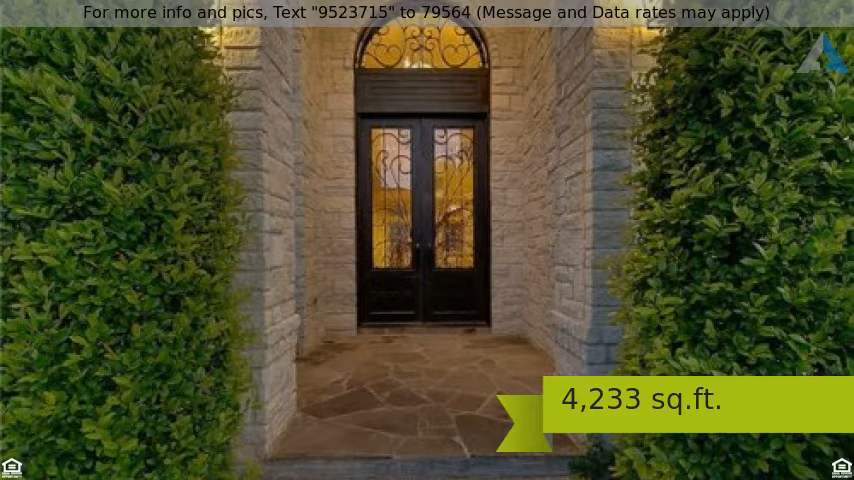 For more info and pics, Text "9523715" to 79564 (Message and Data rates may apply)
4,233 sq.ft.